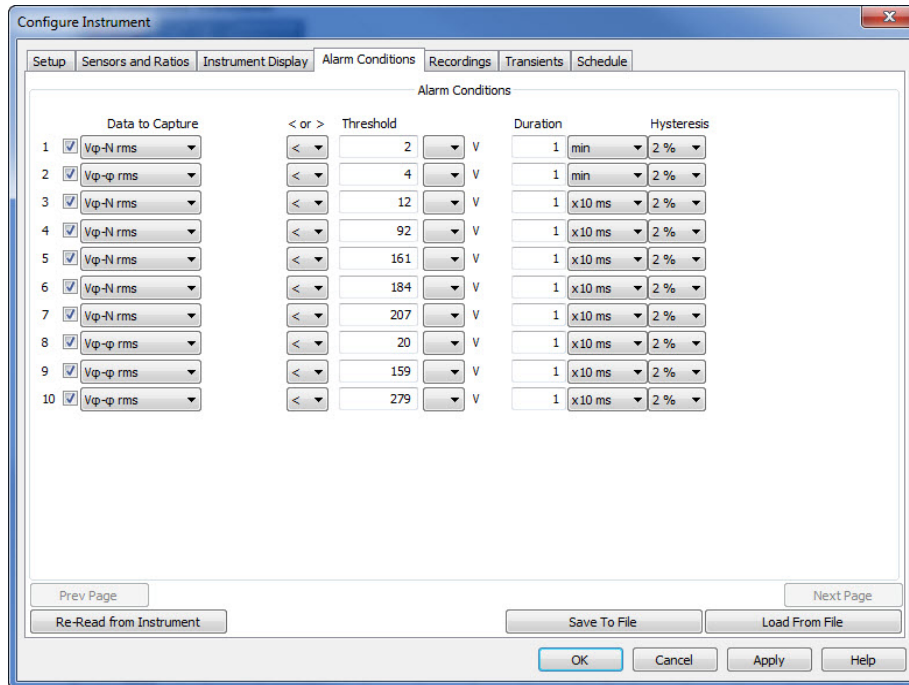 Configure Instrument
x
Setup Sensors and Ratios Instrument Display Alarm Conditions Recordings Transients Schedule
Alarm Conditions
Data to Capture < or > Threshold Duration Hysteresis
1 Vφ-N rms < 2 V 1 min 2 %
2 Vφ-φ rms < 4 V 1 min 2 %
3 Vφ-N rms < 12 V 1 x10 ms 2 %
4 Vφ-N rms < 92 V 1 x10 ms 2 %
5 Vφ-N rms < 161 V 1 x10 ms 2 %
6 Vφ-N rms < 184 V 1 x10 ms 2 %
7 Vφ-N rms < 207 V 1 x10 ms 2 %
8 Vφ-φ rms < 20 V 1 x10 ms 2 %
9 Vφ-φ rms < 159 V 1 x10 ms 2 %
10 Vφ-φ rms < 279 V 1 x10 ms 2 %
Prev Page Next Page
Re-Read from Instrument Save To File Load From File
OK Cancel Apply Help